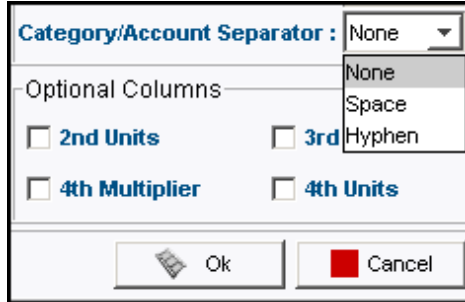 Category/Account Separator : None
None
Space
Hyphen
Optional Columns
2nd Units 3rd
4th Multiplier 4th Units
Ok Cancel